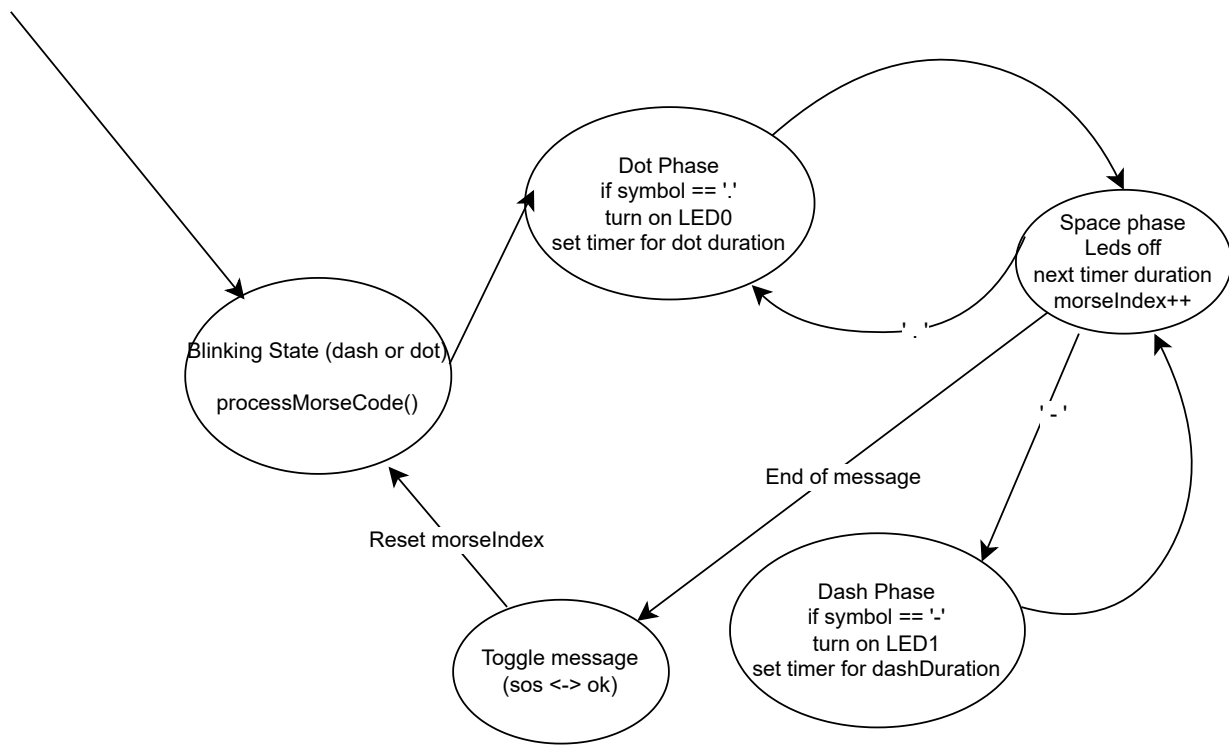 Dot Phase
if symbol == '.'
turn on LED0
set timer for dot duration
Space phase
Leds off
next timer duration
morseIndex++
Blinking State (dash or dot)
processMorseCode()
' . '
' - '
End of message
Reset morseIndex
Dash Phase
if symbol == '-'
turn on LED1
set timer for dashDuration
Toggle message
(sos <-> ok)